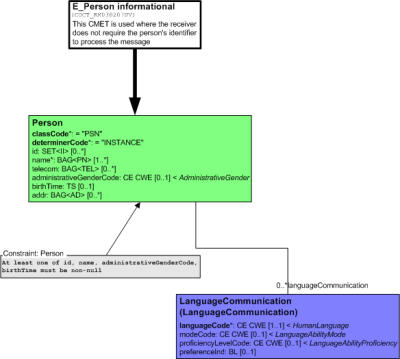 E_Person informational
This CMET is used where the receiver
does not require the person's identifier
to process the message
Person
classCode*: = "PSN"
determinerCode*: = "INSTANCE"
id: SET<II> [0..*]
name*: BAG<PN> [1..*]
telecom: BAG<TEL> [0..*]
administrativeGenderCode: CE CWE [0..1] < AdministrativeGender
birthTime: TS [0..1]
addr: BAG<AD> [0..*]
Constraint: Person
At least one of id, name, administrativeGenderCode,
birthTime must be non-null
0..*languageCommunication
LanguageCommunication
(LanguageCommunication)
languageCode*: CE CWE [1..1] < HumanLanguage
modeCode: CE CWE [0..1] < LanguageAbilityMode
proficiencyLevelCode: CE CWE [0..1] < LanguageAbilityProficiency
preferenceInd: BL [0..1]